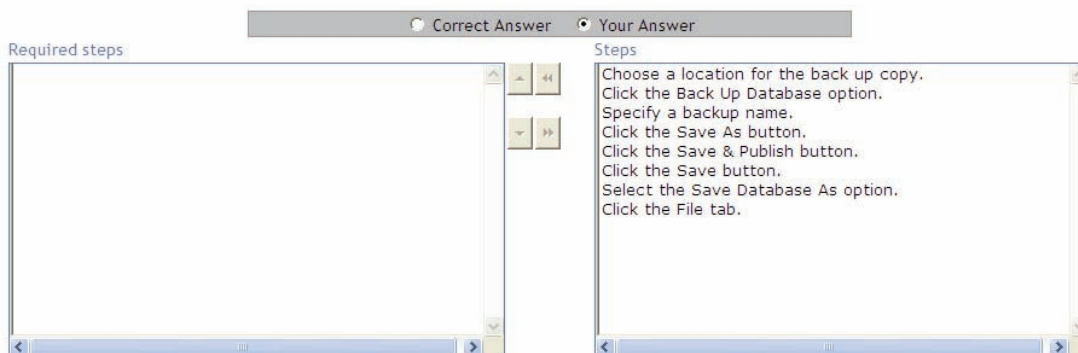 Correct Answer Your Answer
Required steps
Steps
Choose a location for the back up copy.
Click the Back Up Database option.
Specify a backup name.
Click the Save As button.
Click the Save & Publish button.
Click the Save button.
Select the Save Database As option.
Click the File tab.